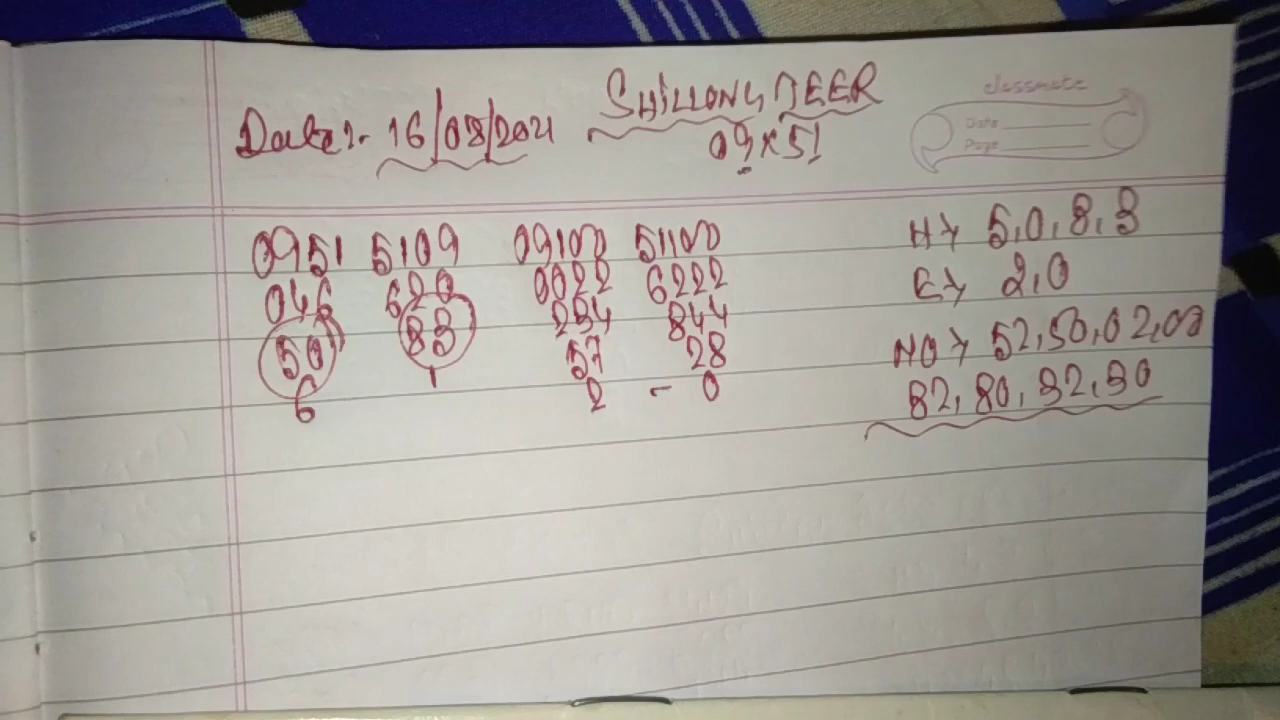 SHILLONG TEER
Date:- 16/08/2021
09x51
classmate
Date
Page
0951 5109 09100 51100
046 620 0022 6222
50 83 234 844
6 1 57 28
2 - 0
H> 5,0,8,3
E> 2,0
NO> 52,50,02,00
82,80,32,30